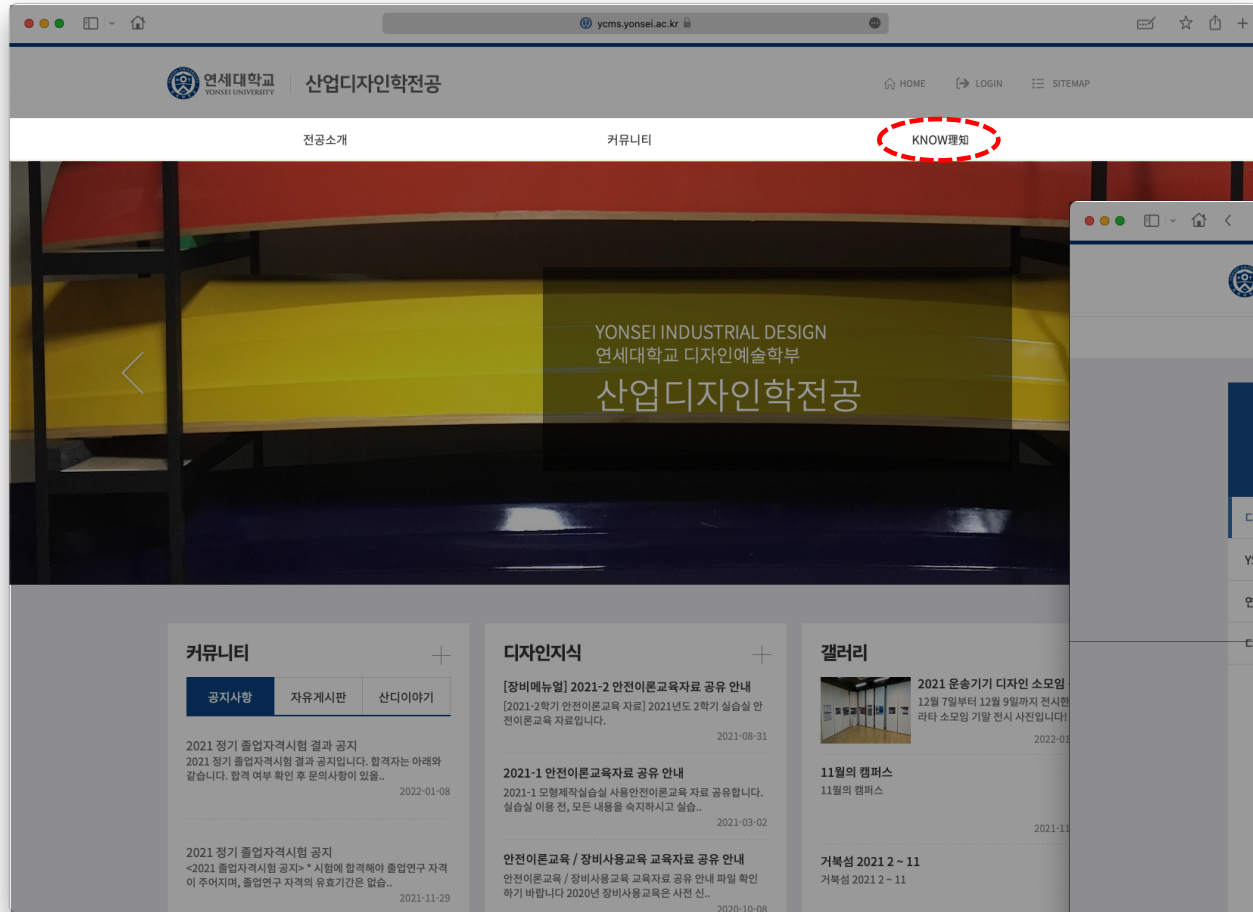 ycms.yonsei.ac.kr
연세대학교
YONSEI UNIVERSITY
산업디자인학전공
HOME
LOGIN
SITEMAP
전공소개
커뮤니티
KNOW理知
YONSEI INDUSTRIAL DESIGN
연세대학교 디자인예술학부
산업디자인학전공
커뮤니티
공지사항
자유게시판
산디이야기
2021 정기 졸업자격시험 결과 공지
2021 정기 졸업자격시험 결과 공지입니다. 합격자는 아래와
같습니다. 합격 여부 확인 후 문의사항이 있을..
2022-01-08
2021 정기 졸업자격시험 공지
<2021 졸업자격시험 공지> * 시험에 합격해야 졸업연구 자격
이 주어지며, 졸업연구 자격의 유효기간은 없습..
2021-11-29
디자인지식
[장비메뉴얼] 2021-2 안전이론교육자료 공유 안내
[2021-2학기 안전이론교육 자료] 2021년도 2학기 실습실 안
전이론교육 자료입니다.
2021-08-31
2021-1 안전이론교육자료 공유 안내
2021-1 모형제작실습실 사용안전이론교육 자료 공유합니다.
실습실 이용 전, 모든 내용을 숙지하시고 실습..
2021-03-02
안전이론교육 / 장비사용교육 교육자료 공유 안내
안전이론교육 / 장비사용교육 교육자료 공유 안내 파일 확인
하기 바랍니다 2020년 장비사용교육은 사전 신..
2020-10-08
갤러리
2021 운송기기 디자인 소모임
12월 7일부터 12월 9일까지 전시한
라타 소모임 기말 전시 사진입니다!
2022-01
11월의 캠퍼스
11월의 캠퍼스
2021-11
거북섬 2021 2 ~ 11
거북섬 2021 2 ~ 11